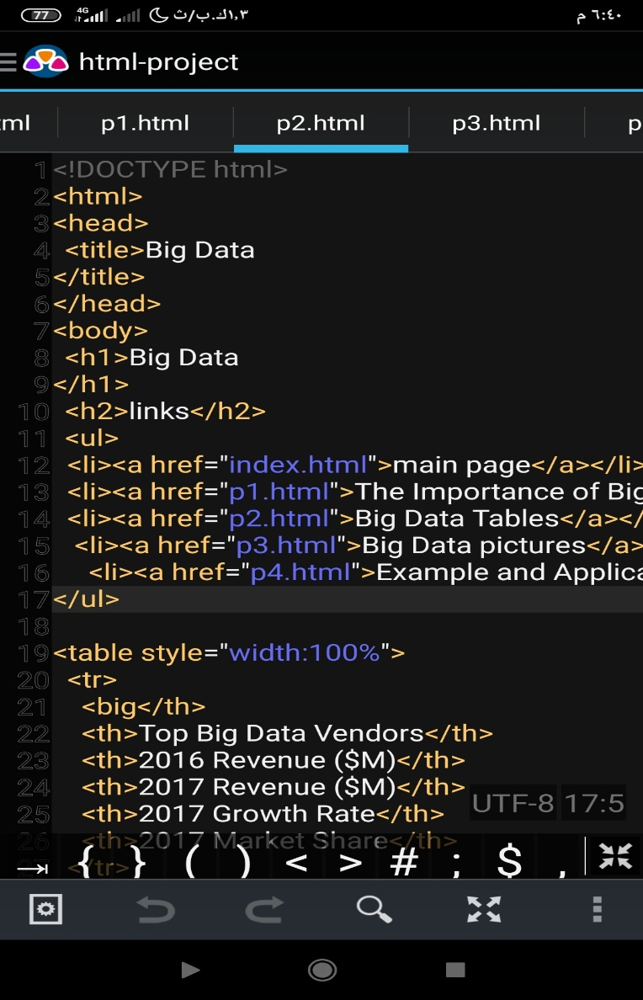 77 4G ١,٣ك.ب/ث ٦:٤٠ م
html-project
ml p1.html p2.html p3.html p
1 <!DOCTYPE html>
2 <html>
3 <head>
4 <title>Big Data
5 </title>
6 </head>
7 <body>
8 <h1>Big Data
9 </h1>
10 <h2>links</h2>
11 <ul>
12 <li><a href="index.html">main page</a></li>
13 <li><a href="p1.html">The Importance of Big
14 <li><a href="p2.html">Big Data Tables</a></
15 <li><a href="p3.html">Big Data pictures</a>
16 <li><a href="p4.html">Example and Applica
17 </ul>
18
19 <table style="width:100%">
20 <tr>
21 <big</th>
22 <th>Top Big Data Vendors</th>
23 <th>2016 Revenue ($M)</th>
24 <th>2017 Revenue ($M)</th>
25 <th>2017 Growth Rate</th>
UTF-8 17:5
26 <th>2017 Market Share</th>
</tr>
{ } ( ) < > # ; $ ,